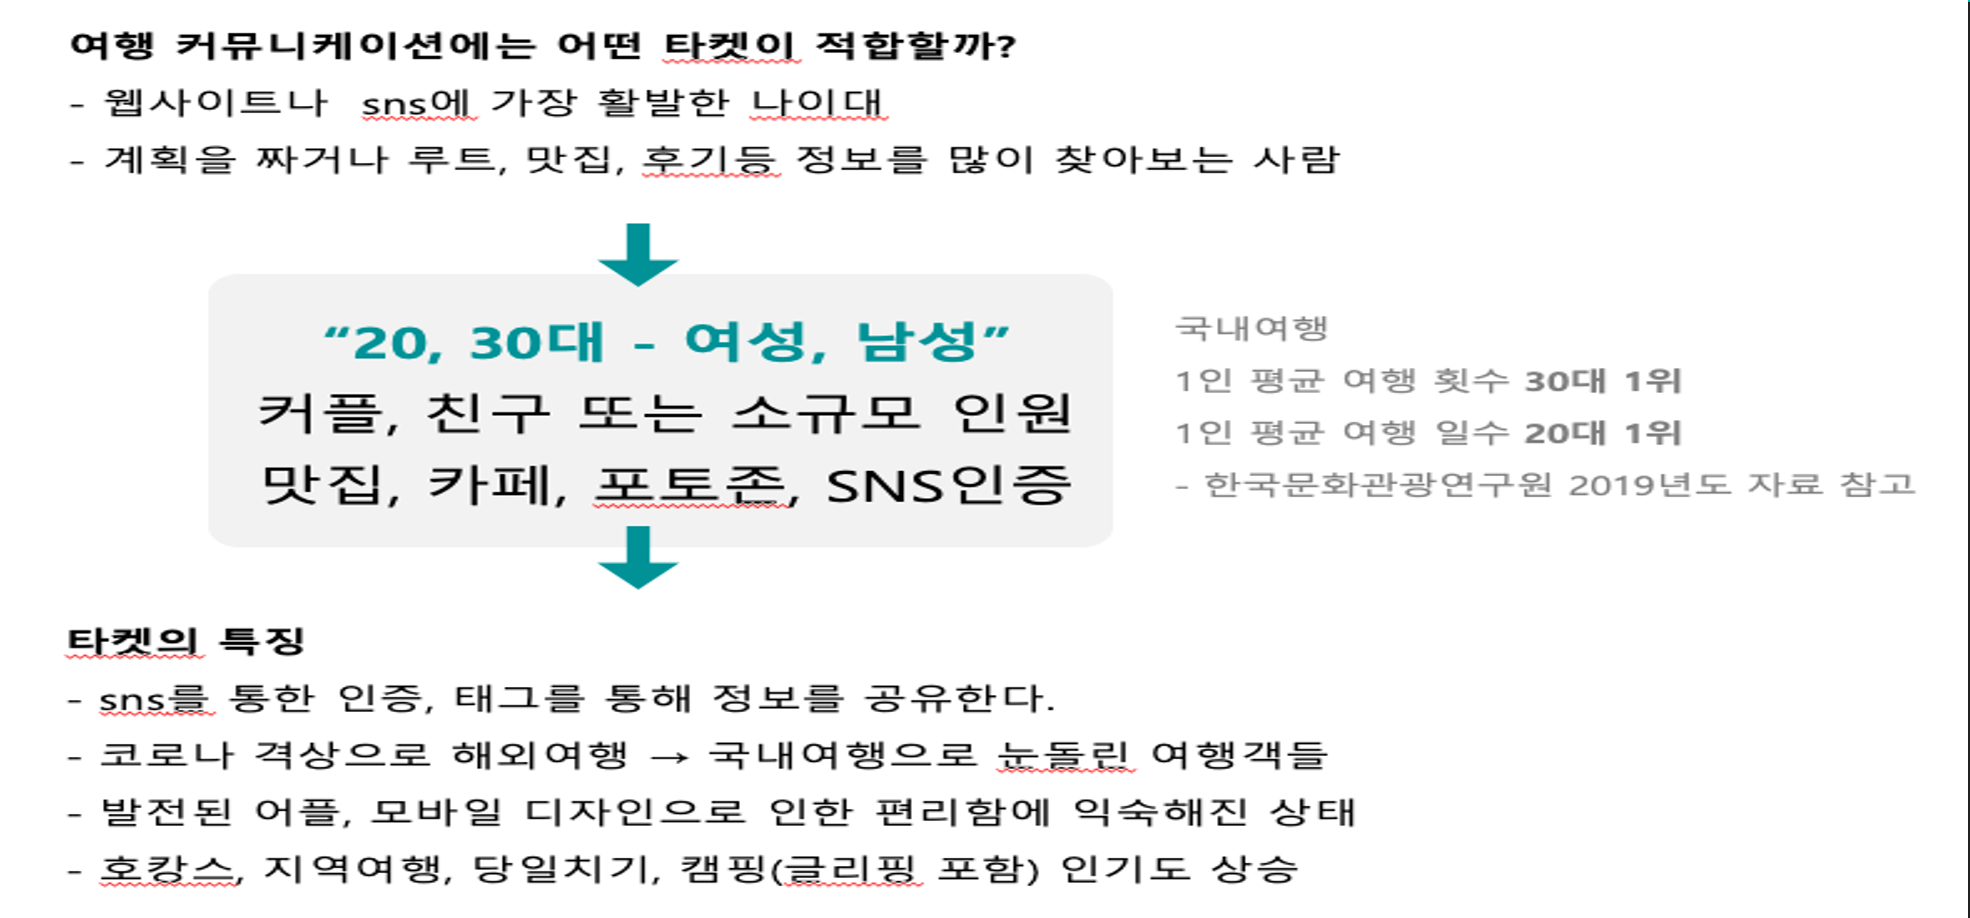 여행 커뮤니케이션에는 어떤 타켓이 적합할까?
- 웹사이트나  sns에 가장 활발한 나이대
- 계획을 짜거나 루트, 맛집, 후기등 정보를 많이 찾아보는 사람
“20, 30대 - 여성, 남성”
커플, 친구 또는 소규모 인원
맛집, 카페, 포토존, SNS인증
국내여행
1인 평균 여행 횟수 30대 1위
1인 평균 여행 일수 20대 1위
- 한국문화관광연구원 2019년도 자료 참고
타켓의 특징
- sns를 통한 인증, 태그를 통해 정보를 공유한다.
- 코로나 격상으로 해외여행 → 국내여행으로 눈돌린 여행객들
- 발전된 어플, 모바일 디자인으로 인한 편리함에 익숙해진 상태
- 호캉스, 지역여행, 당일치기, 캠핑(글리핑 포함) 인기도 상승